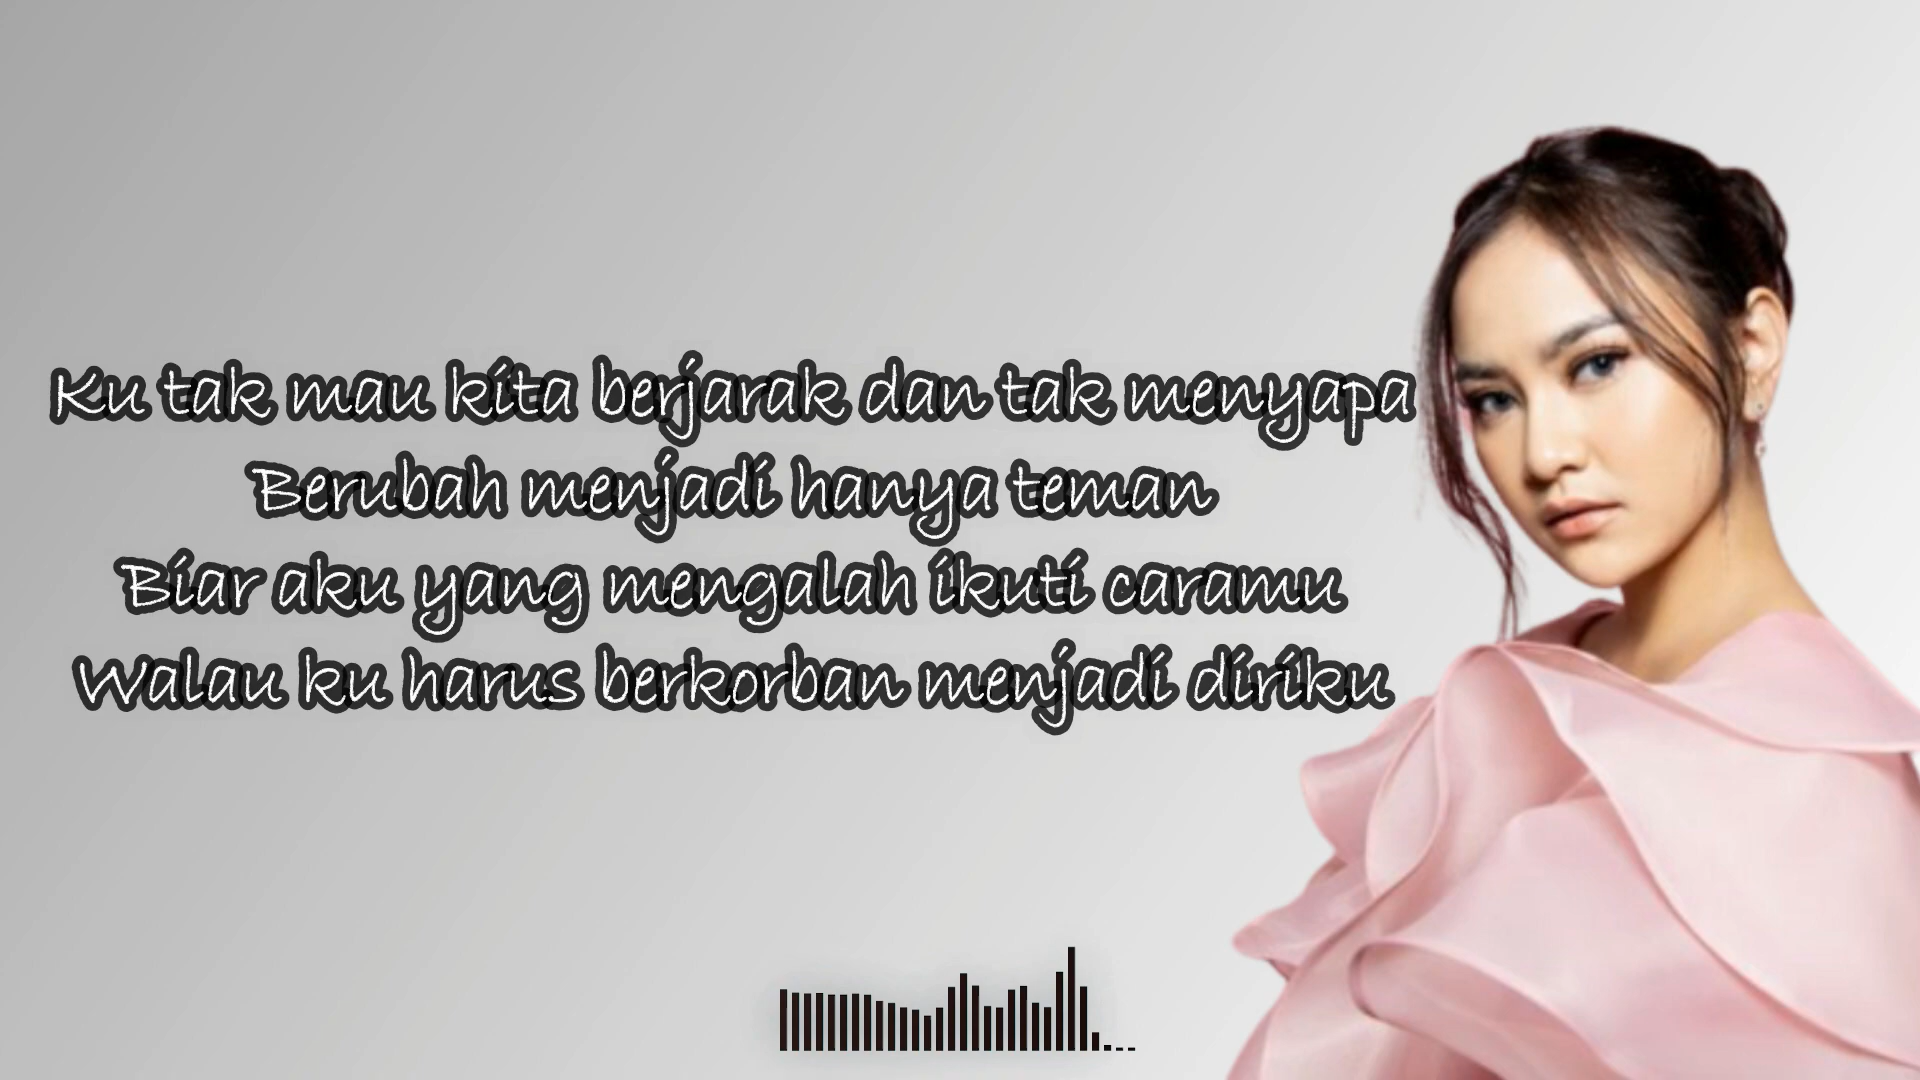 Ku tak mau kita berjarak dan tak menyapa
Berubah menjadi hanya teman
Biar aku yang mengalah ikuti caramu
Walau ku harus berkorban menjadi diriku